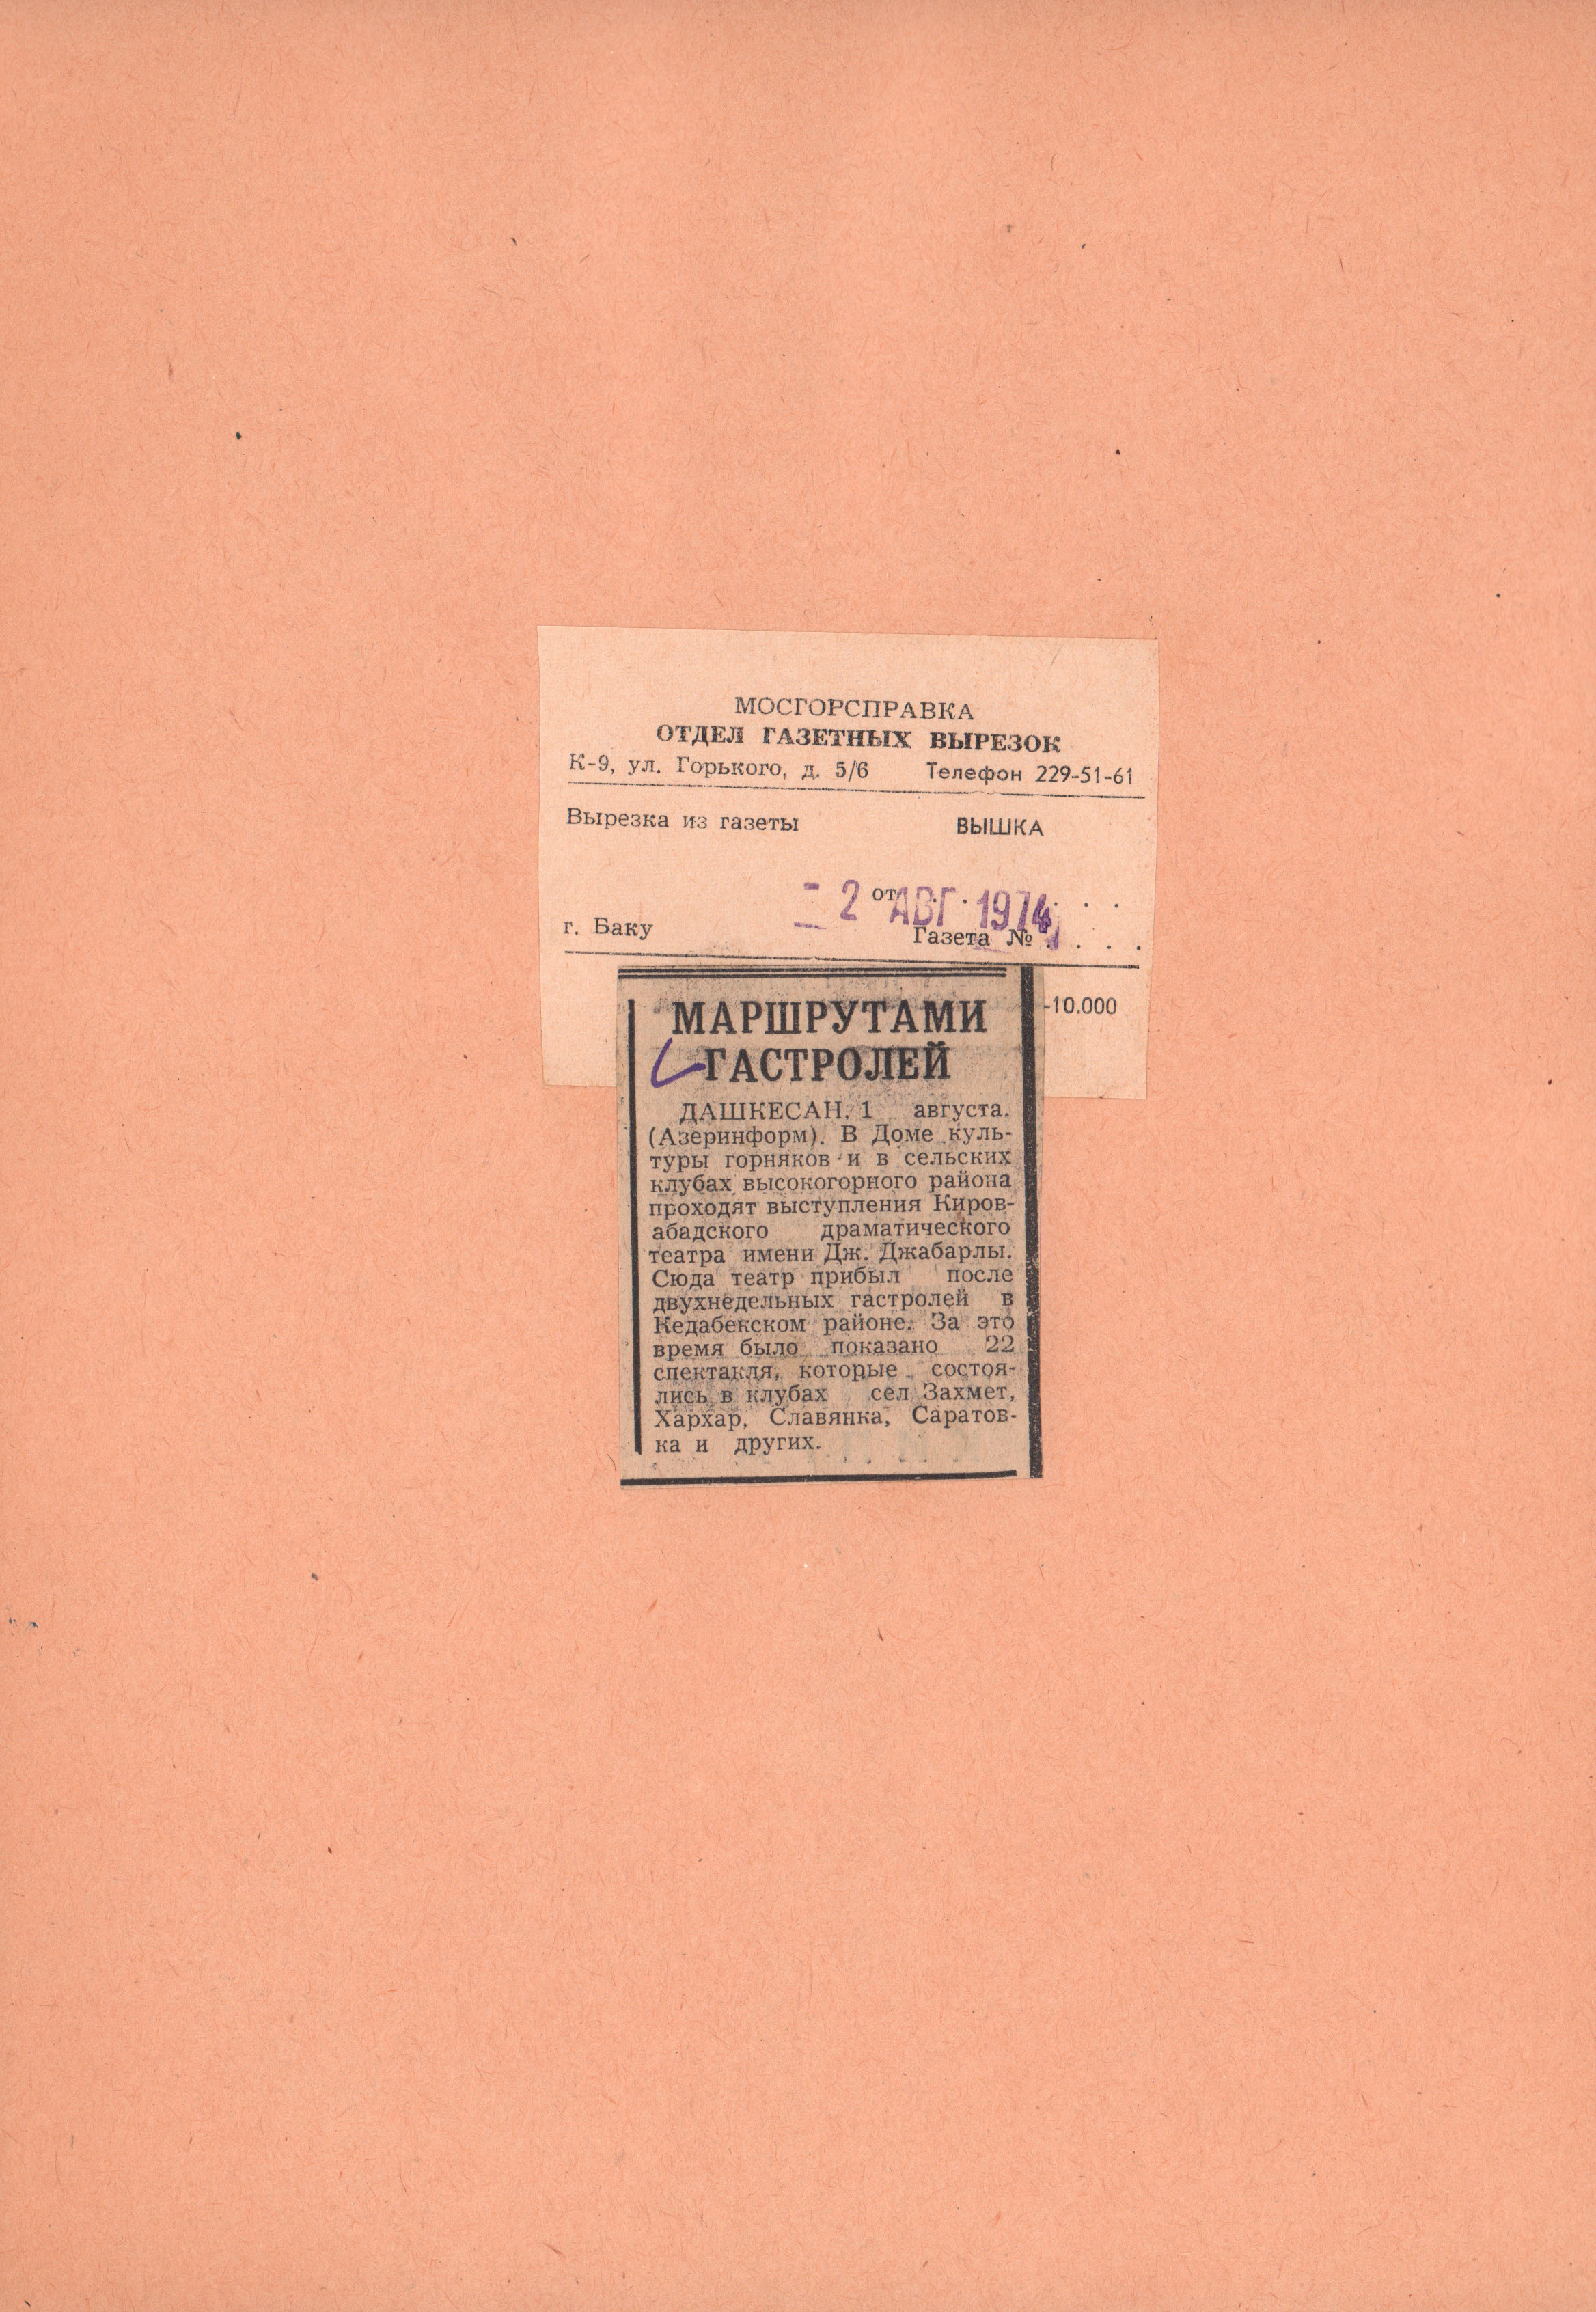 МОСГОРСПРАВКА
ОТДЕЛ ГАЗЕТНЫХ ВЫРЕЗОК
К-9, ул. Горького, д. 5/6 Телефон 229-51-61
Вырезка из газеты ВЫШКА
от
- 2 АВГ 1974
г. Баку Газета № . . . .
-10.000
МАРШРУТАМИ
ГАСТРОЛЕЙ
ДАШКЕСАН, 1 августа.
(Азеринформ). В Доме куль-
туры горняков и в сельских
клубах высокогорного района
проходят выступления Киров-
абадского драматического
театра имени Дж. Джабарлы.
Сюда театр прибыл после
двухнедельных гастролей в
Кедабекском районе. За это
время было показано 22
спектакля, которые состоя-
лись в клубах сел Захмет,
Хархар, Славянка, Саратов-
ка и других.